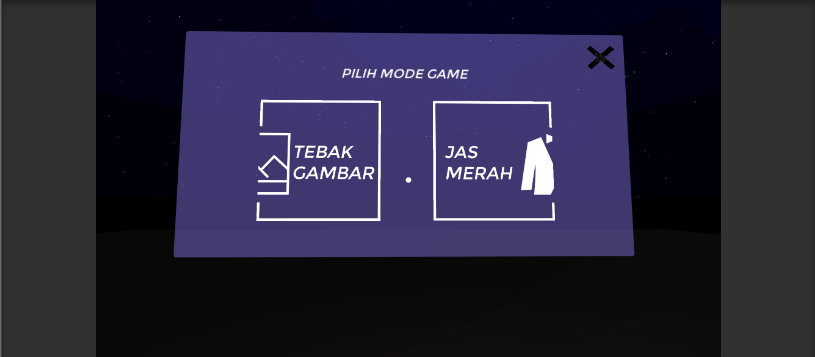 PILIH MODE GAME
TEBAK
GAMBAR
JAS
MERAH